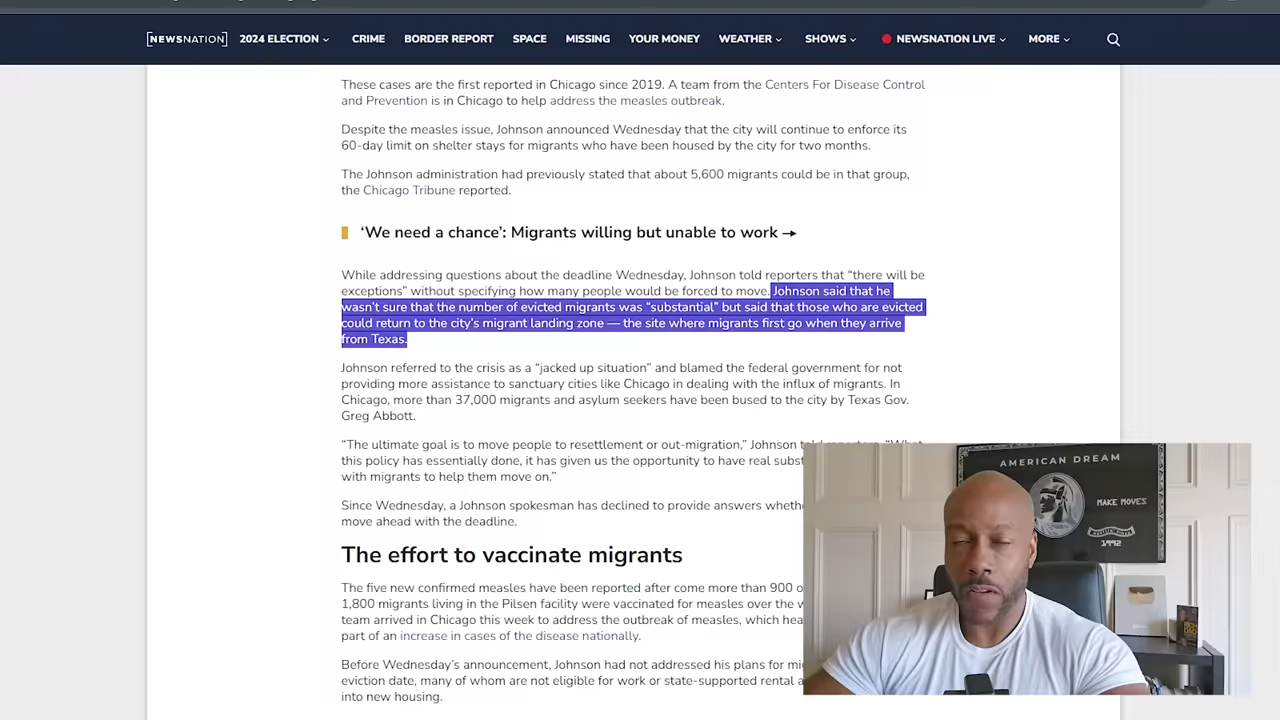 NEWSNATION 2024 ELECTION CRIME BORDER REPORT SPACE MISSING YOUR MONEY WEATHER SHOWS NEWSNATION LIVE MORE
These cases are the first reported in Chicago since 2019. A team from the Centers For Disease Control
and Prevention is in Chicago to help address the measles outbreak.
Despite the measles issue, Johnson announced Wednesday that the city will continue to enforce its
60-day limit on shelter stays for migrants who have been housed by the city for two months.
The Johnson administration had previously stated that about 5,600 migrants could be in that group,
the Chicago Tribune reported.
‘We need a chance’: Migrants willing but unable to work →
While addressing questions about the deadline Wednesday, Johnson told reporters that “there will be
exceptions” without specifying how many people would be forced to move. Johnson said that he
wasn’t sure that the number of evicted migrants was “substantial” but said that those who are evicted
could return to the city’s migrant landing zone — the site where migrants first go when they arrive
from Texas.
Johnson referred to the crisis as a “jacked up situation” and blamed the federal government for not
providing more assistance to sanctuary cities like Chicago in dealing with the influx of migrants. In
Chicago, more than 37,000 migrants and asylum seekers have been bused to the city by Texas Gov.
Greg Abbott.
“The ultimate goal is to move people to resettlement or out-migration,” Johnson
this policy has essentially done, it has given us the opportunity to have real
with migrants to help them move on.”
Since Wednesday, a Johnson spokesman has declined to provide answers
move ahead with the deadline.
The effort to vaccinate migrants
The five new confirmed measles have been reported after come more than 900
1,800 migrants living in the Pilsen facility were vaccinated for measles over the
team arrived in Chicago this week to address the outbreak of measles, which
part of an increase in cases of the disease nationally.
Before Wednesday’s announcement, Johnson had not addressed his plans for
eviction date, many of whom are not eligible for work or state-supported rental
into new housing.
AMERICAN DREAM
MAKE MOVES
1992